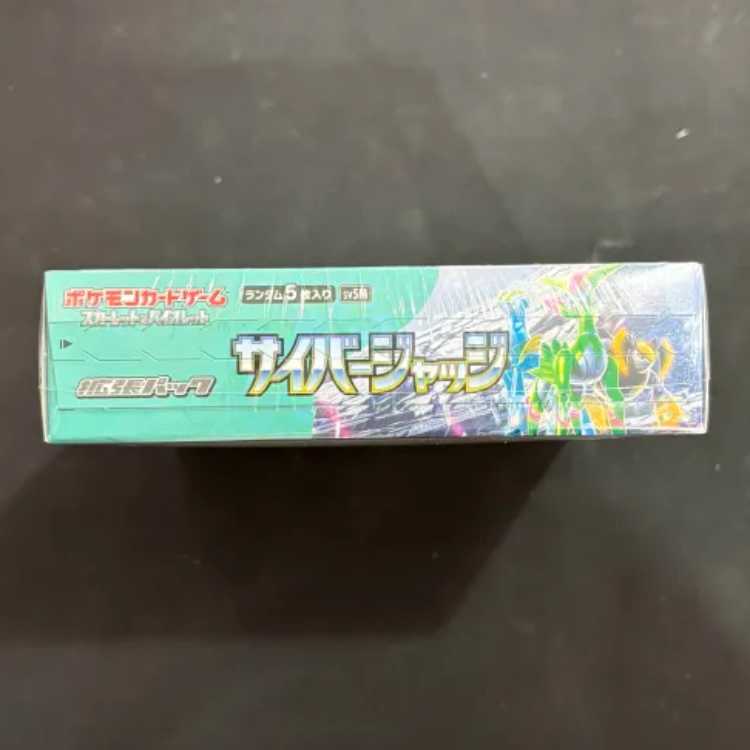 ポケモンカードゲーム
スカーレット&バイオレット
ランダム5枚入り
SV5M
サイバージャッジ
拡張パック